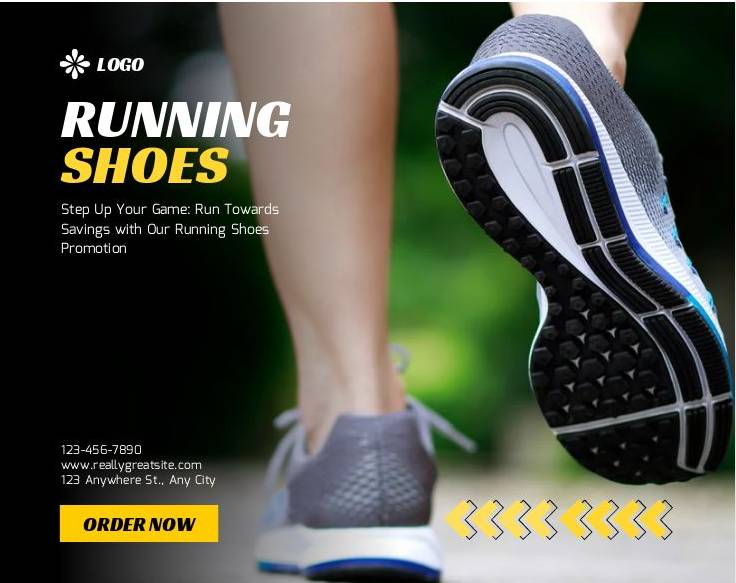 LOGO
RUNNING
SHOES
Step Up Your Game: Run Towards
Savings with Our Running Shoes
Promotion
123-456-7890
www.reallygreatsite.com
123 Anywhere St., Any City
ORDER NOW